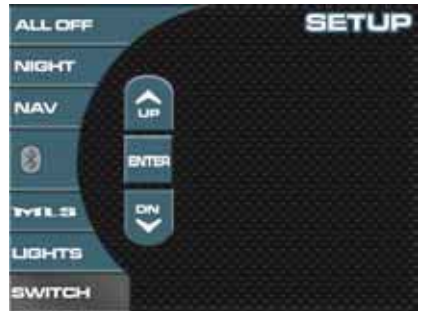 ALL OFF
SETUP
NIGHT
NAV
UP
ENTER
DN
LIGHTS
SWITCH